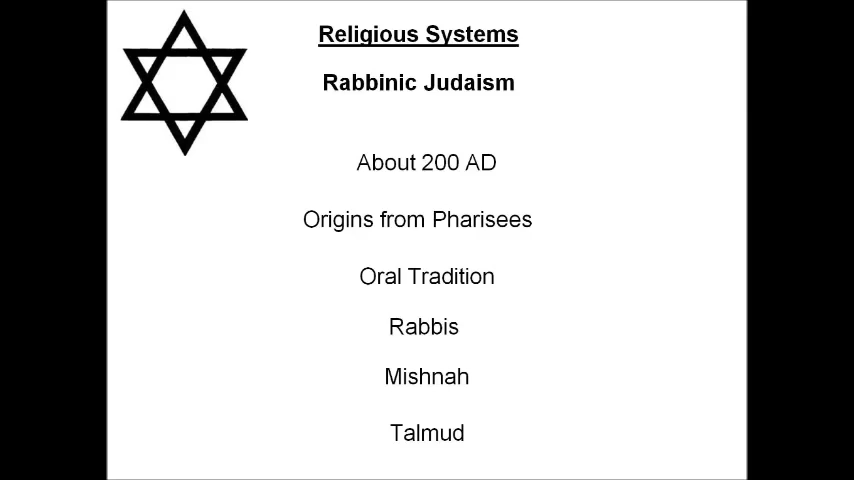 Religious Systems
Rabbinic Judaism
About 200 AD
Origins from Pharisees
Oral Tradition
Rabbis
Mishnah
Talmud